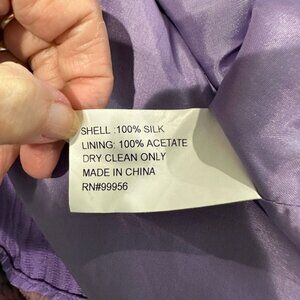 SHELL :100% SILK
LINING: 100% ACETATE
DRY CLEAN ONLY
MADE IN CHINA
RN#99956